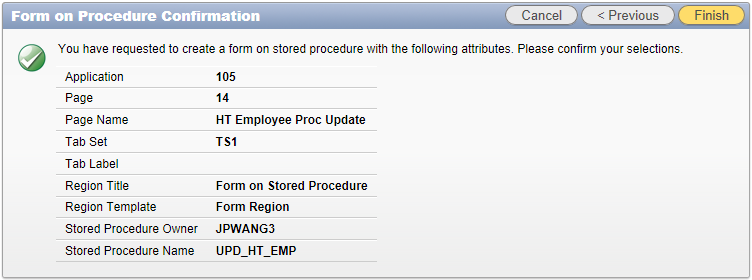 Form on Procedure Confirmation Cancel < Previous Finish
You have requested to create a form on stored procedure with the following attributes. Please confirm your selections.
Application 105
Page 14
Page Name HT Employee Proc Update
Tab Set TS1
Tab Label
Region Title Form on Stored Procedure
Region Template Form Region
Stored Procedure Owner JPWANG3
Stored Procedure Name UPD_HT_EMP